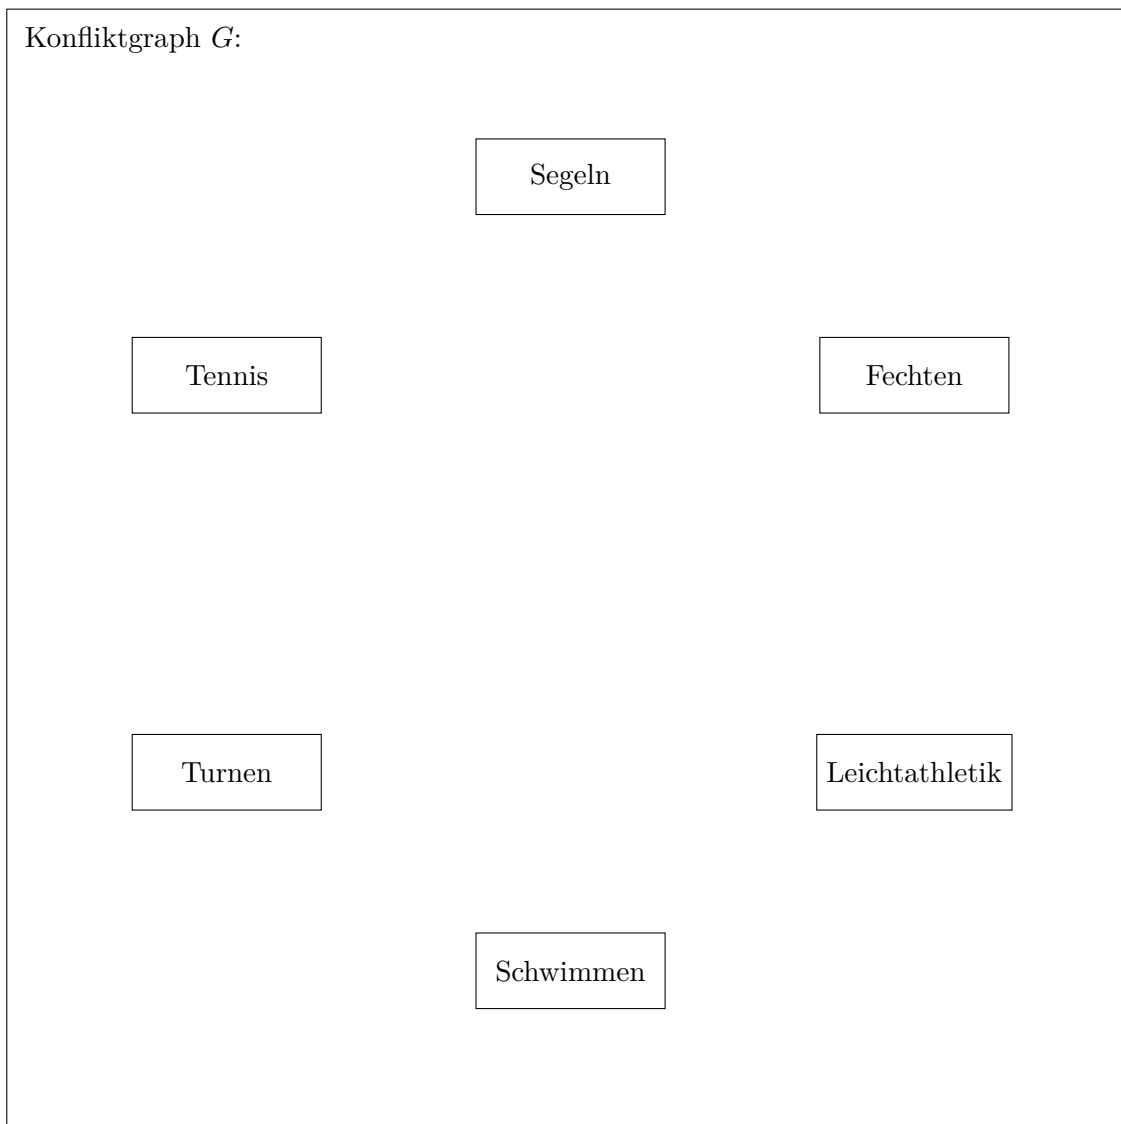 Konfliktgraph G:
Segeln
Tennis
Fechten
Turnen
Leichtathletik
Schwimmen